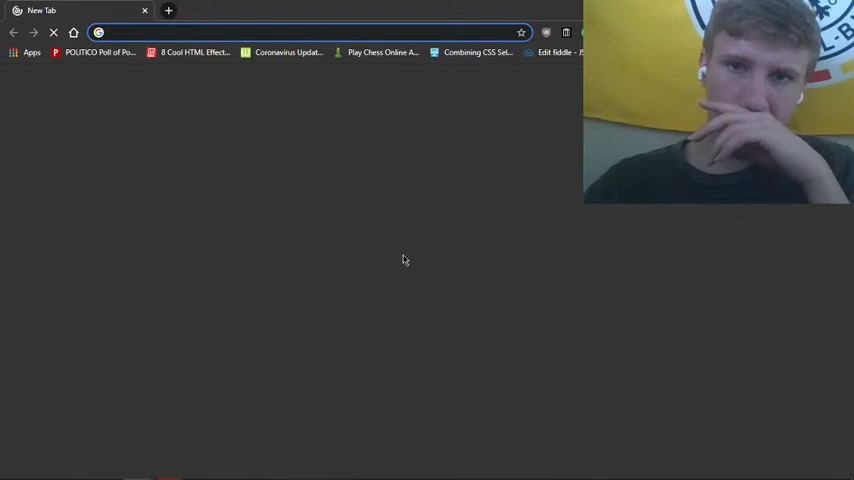 New Tab
Apps POLITICO Poll of Po... 8 Cool HTML Effect... Coronavirus Updat... Play Chess Online A... Combining CSS Sel... Edit fiddle - JS